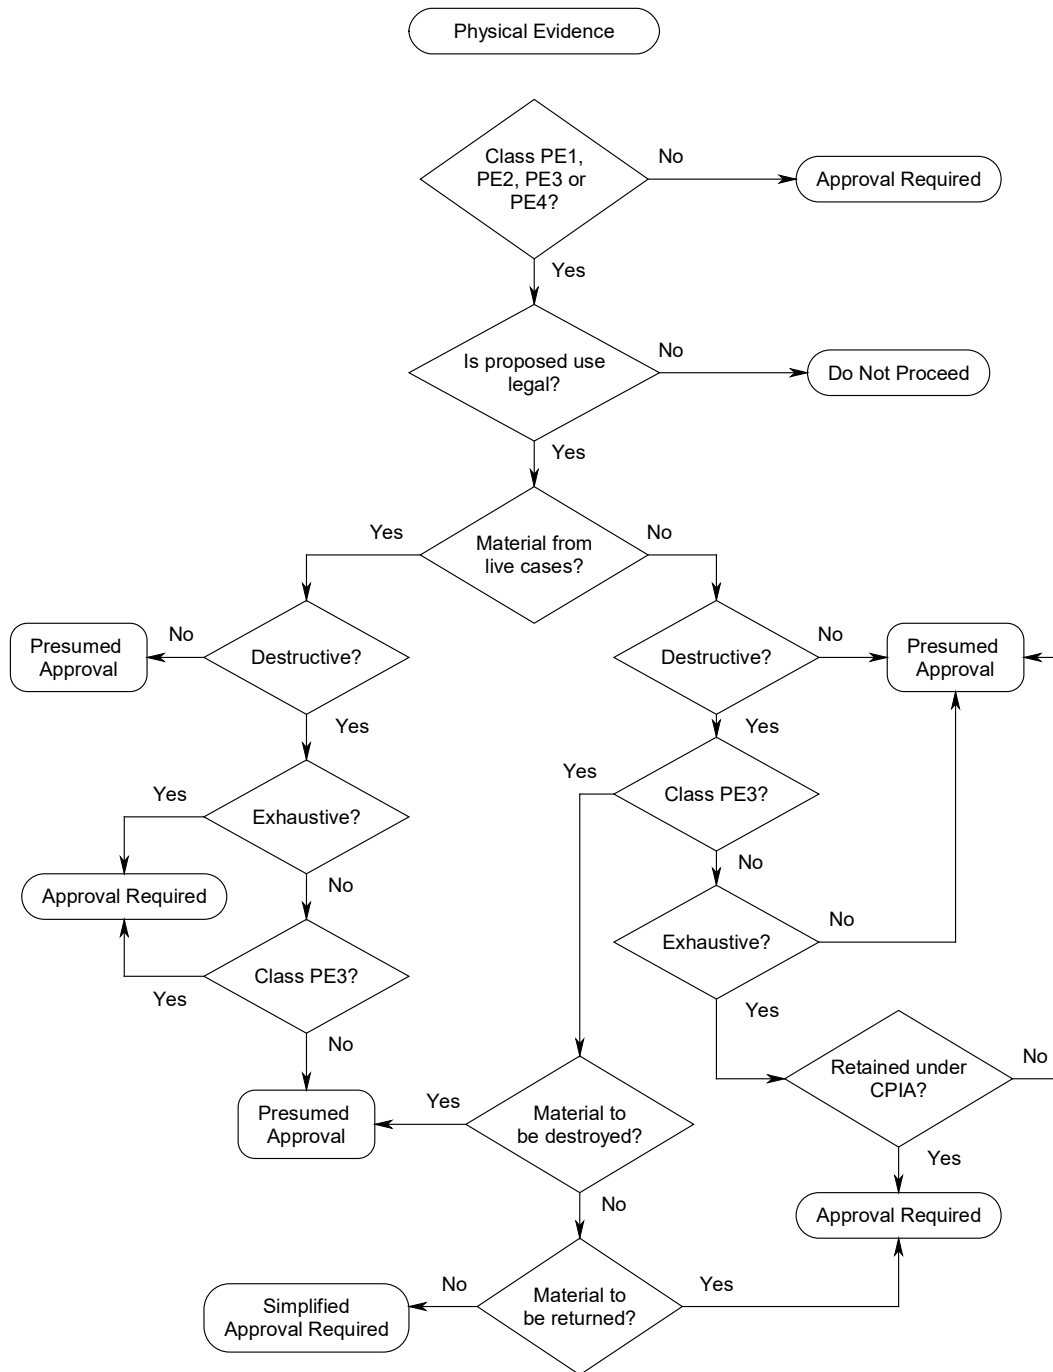 Physical Evidence
Class PE1,
PE2, PE3 or
PE4?
No
Approval Required
Yes
Is proposed use
legal?
No
Do Not Proceed
Yes
Material from
live cases?
Yes
No
Presumed
Approval
No
Destructive?
Yes
Destructive?
No
Presumed
Approval
Yes
Exhaustive?
Yes
Approval Required
No
Class PE3?
Yes
No
Presumed
Approval
Yes
Class PE3?
No
Exhaustive?
No
Yes
Retained under
CPIA?
No
Yes
Approval Required
Yes
Material to
be destroyed?
No
Material to
be returned?
Yes
No
Simplified
Approval Required